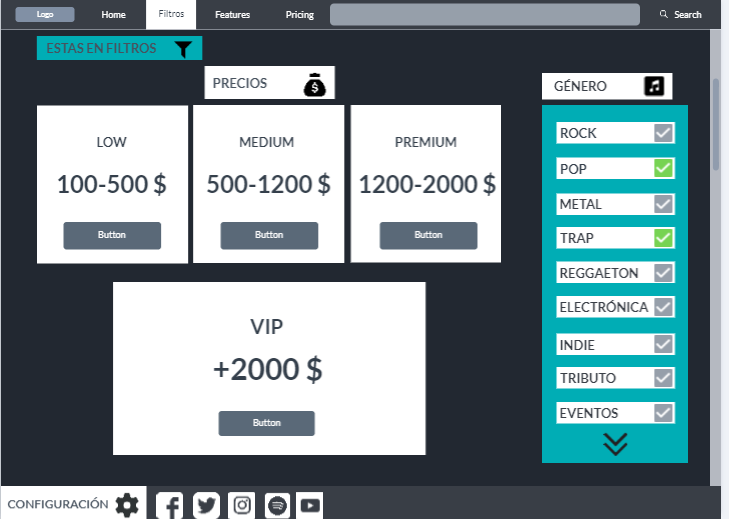 Logo
Home
Filtros
Features
Pricing
Search
ESTAS EN FILTROS
PRECIOS
$
GÉNERO
LOW
100-500 $
Button
MEDIUM
500-1200 $
Button
PREMIUM
1200-2000 $
Button
VIP
+2000 $
Button
ROCK
POP
METAL
TRAP
REGGAETON
ELECTRÓNICA
INDIE
TRIBUTO
EVENTOS
CONFIGURACIÓN